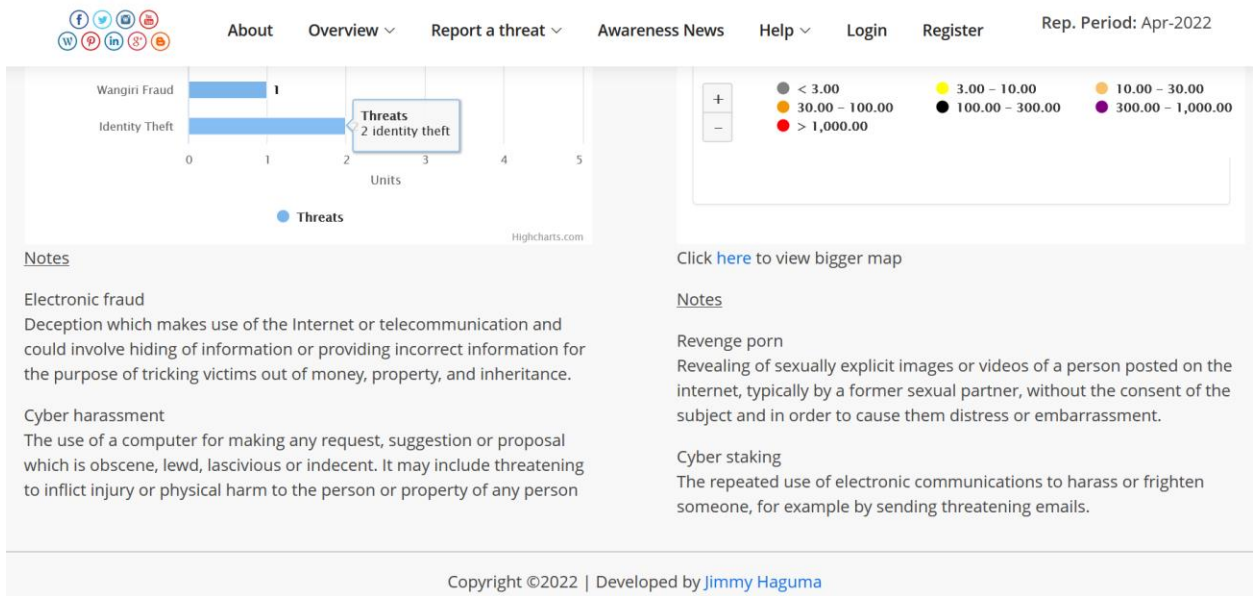 About Overview Report a threat Awareness News Help Login Register Rep. Period: Apr-2022
Wangiri Fraud 1
Identity Theft
Threats
2 identity theft
0 1 2 3 4 5
Units
Threats
Highcharts.com
Notes
Electronic fraud
Deception which makes use of the Internet or telecommunication and
could involve hiding of information or providing incorrect information for
the purpose of tricking victims out of money, property, and inheritance.
Cyber harassment
The use of a computer for making any request, suggestion or proposal
which is obscene, lewd, lascivious or indecent. It may include threatening
to inflict injury or physical harm to the person or property of any person
+
−
< 3.00 3.00 – 10.00 10.00 – 30.00
30.00 – 100.00 100.00 – 300.00 300.00 – 1,000.00
> 1,000.00
Click here to view bigger map
Notes
Revenge porn
Revealing of sexually explicit images or videos of a person posted on the
internet, typically by a former sexual partner, without the consent of the
subject and in order to cause them distress or embarrassment.
Cyber staking
The repeated use of electronic communications to harass or frighten
someone, for example by sending threatening emails.
Copyright ©2022 | Developed by Jimmy Haguma